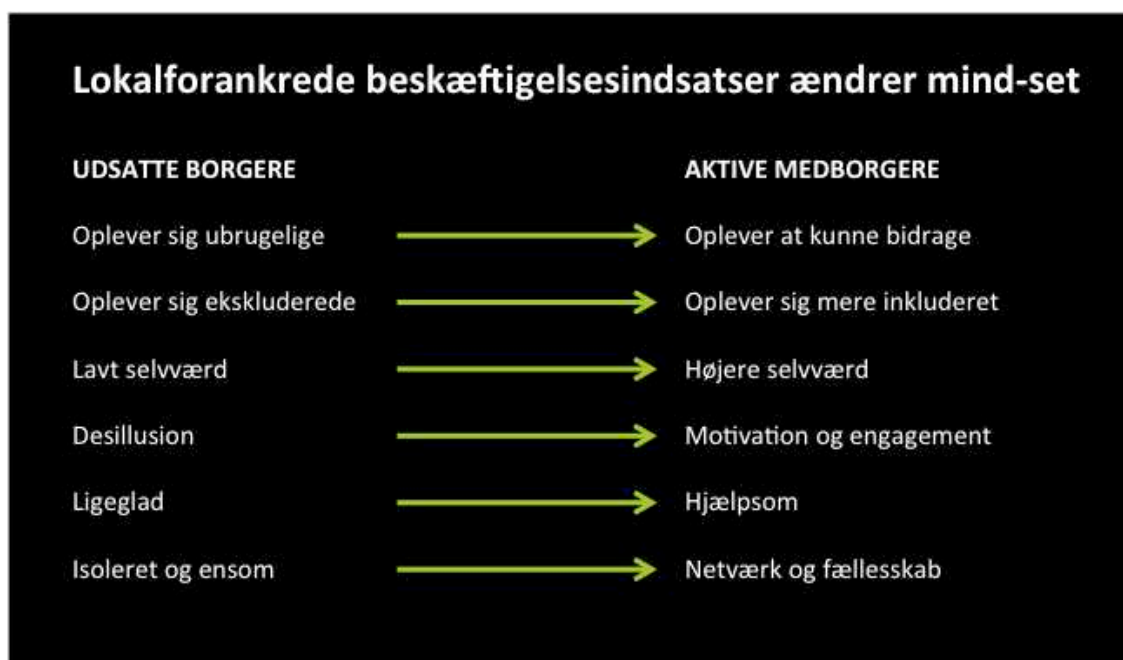 Lokalforankrede beskæftigelsesindsatser ændrer mind-set
UDSATTE BORGERE AKTIVE MEDBORGERE
Oplever sig ubrugelige Oplever at kunne bidrage
Oplever sig ekskluderede Oplever sig mere inkluderet
Lavt selvværd Højere selvværd
Desillusion Motivation og engagement
Ligeglad Hjælpsom
Isoleret og ensom Netværk og fællesskab